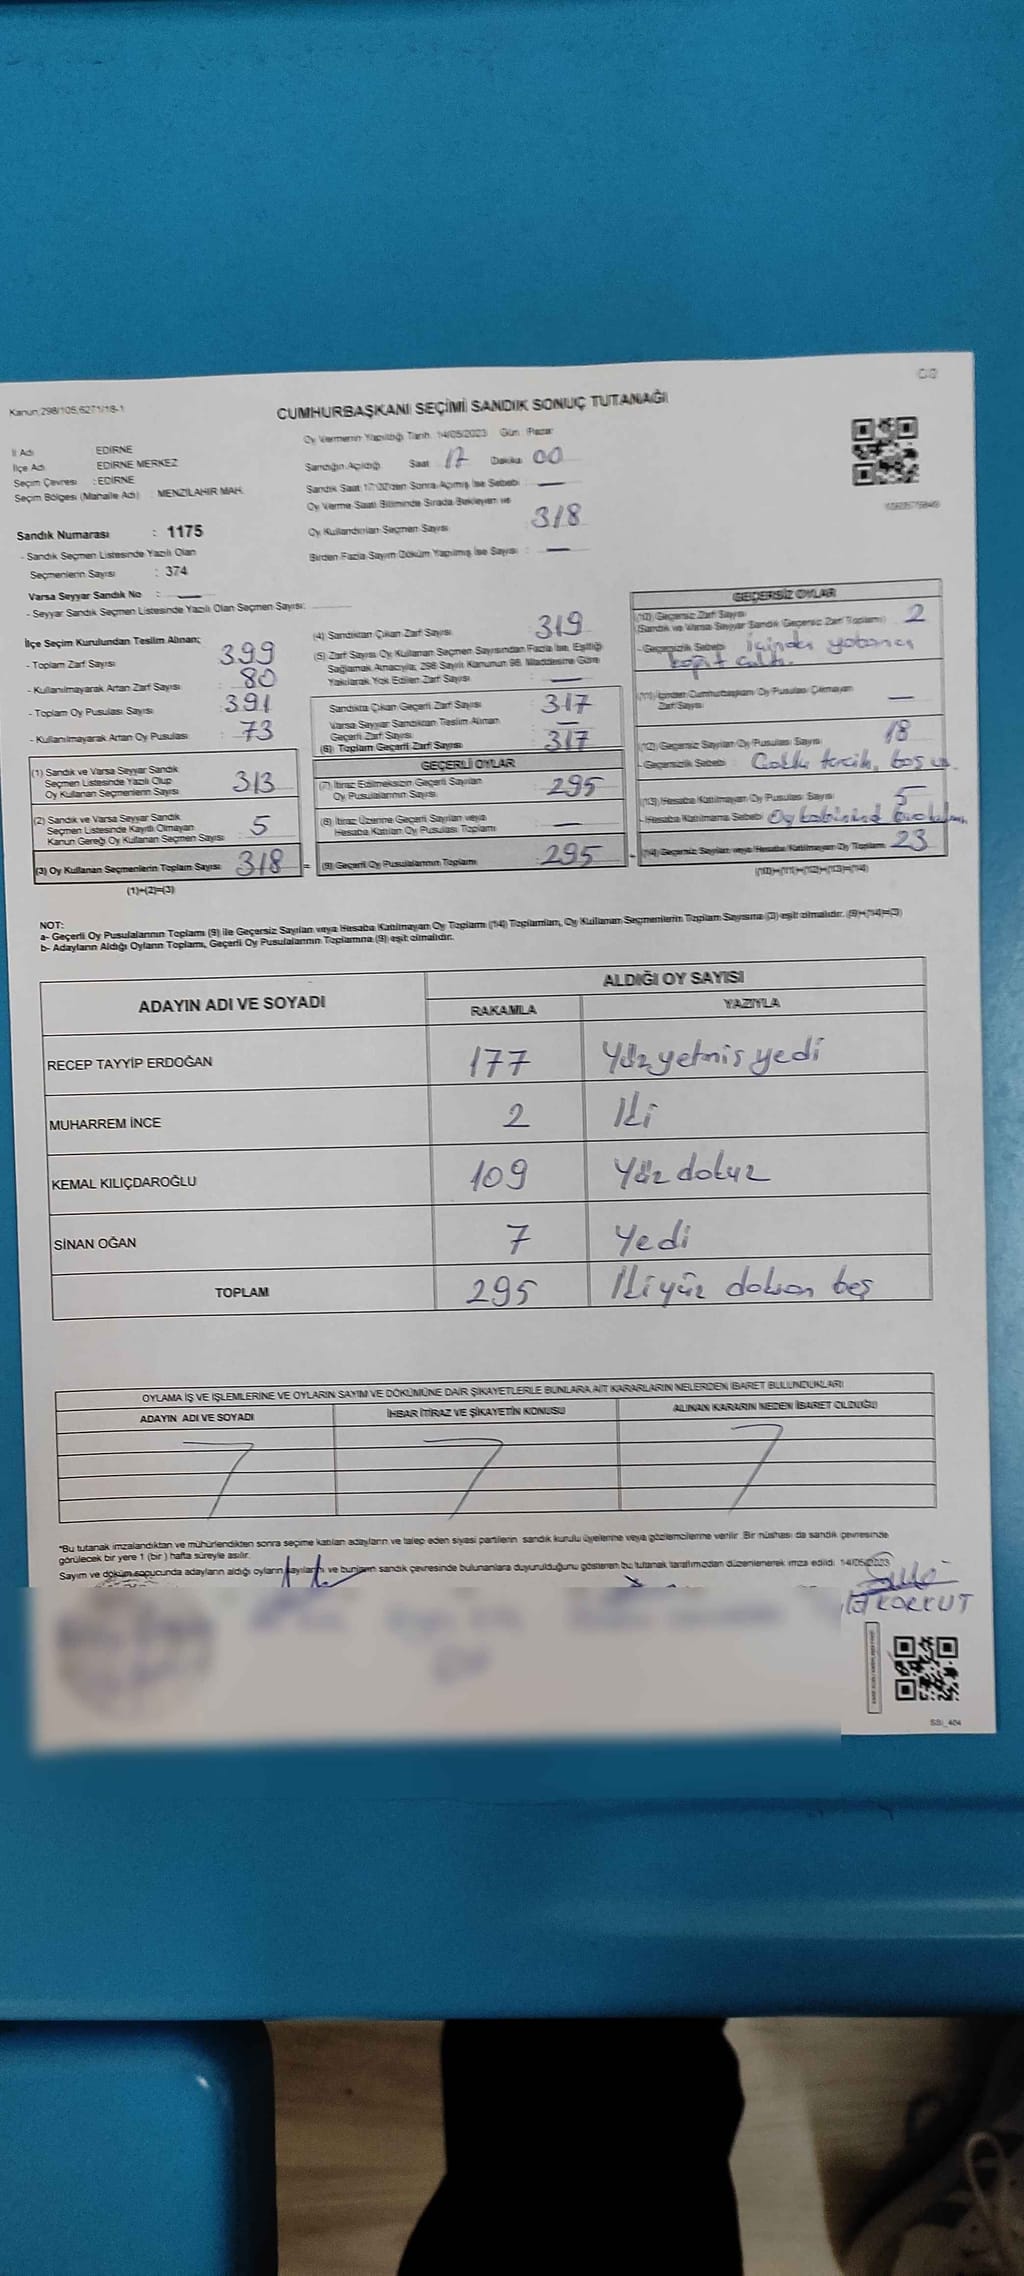 Kanun;298/105,6271/18-1
CUMHURBAŞKANI SEÇİMİ SANDIK SONUÇ TUTANAĞI
İl Adı EDİRNE
İlçe Adı EDİRNE MERKEZ
Seçim Çevresi : EDİRNE
Seçim Bölgesi (Mahalle Adı) : MENZİLAHIR MAH.
Sandık Numarası : 1175
- Sandık Seçmen Listesinde Yazılı Olan
Seçmenlerin Sayısı : 374
Varsa Seyyar Sandık No : —
- Seyyar Sandık Seçmen Listesinde Yazılı Olan Seçmen Sayısı:
Oy Vermenin Yapıldığı Tarih: 14/05/2023 Gün: Pazar
Sandığın Açıldığı Saat 17 Dakika 00
Sandık Saat 17:00'den Sonra Açımış İse Sebebi : —
Oy Verme Saati Bitiminde Sırada Bekleyen ve
Oy Kullandırılan Seçmen Sayısı 318
Birden Fazla Sayım Döküm Yapılmış İse Sayısı : —
İlçe Seçim Kurulundan Teslim Alınan;
- Toplam Zarf Sayısı : 399
- Kullanılmayarak Artan Zarf Sayısı : 80
- Toplam Oy Pusulası Sayısı : 391
- Kullanılmayarak Artan Oy Pusulası : 73
(1) Sandık ve Varsa Seyyar Sandık
Seçmen Listesinde Yazılı Olup
Oy Kullanan Seçmenlerin Sayısı 313
(2) Sandık ve Varsa Seyyar Sandık
Seçmen Listesinde Kayıtlı Olmayan
Kanun Gereği Oy Kullanan Seçmen Sayısı 5
(3) Oy Kullanan Seçmenlerin Toplam Sayısı 318 =
(1)+(2)=(3)
(4) Sandıktan Çıkan Zarf Sayısı 319
(5) Zarf Sayısı Oy Kullanan Seçmen Sayısından Fazla İse, Eşitliği
Sağlamak Amacıyla; 298 Sayılı Kanunun 98. Maddesine Göre
Yakılarak Yok Edilen Zarf Sayısı : —
Sandıkta Çıkan Geçerli Zarf Sayısı : 317
Varsa Seyyar Sandıktan Teslim Alınan
Geçerli Zarf Sayısı : —
(6) Toplam Geçerli Zarf Sayısı : 317
GEÇERLİ OYLAR
(7) İtiraz Edilmeksizin Geçerli Sayılan
Oy Pusulalarının Sayısı : 295
(8) İtiraz Üzerine Geçerli Sayılan veya
Hesaba Katılan Oy Pusulası Toplamı : —
(9) Geçerli Oy Pusulalarının Toplamı : 295 +
GEÇERSİZ OYLAR
(10) Geçersiz Zarf Sayısı
(Sandık ve Varsa Seyyar Sandık Geçersiz Zarf Toplamı) 2
- Geçersizlik Sebebi içinden yabancı
kağıt çıktı.
(11) İçinden Cumhurbaşkanı Oy Pusulası Çıkmayan
Zarf Sayısı —
(12) Geçersiz Sayılan Oy Pusulası Sayısı 18
- Geçersizlik Sebebi Çoklu tercih, boş
(13) Hesaba Katılmayan Oy Pusulası Sayısı 5
- Hesaba Katılmama Sebebi Oy kabininde
(14) Geçersiz Sayılan veya Hesaba Katılmayan Oy Toplamı 23
(10)+(11)+(12)+(13)=(14)
NOT:
a- Geçerli Oy Pusulalarının Toplamı (9) ile Geçersiz Sayılan veya Hesaba Katılmayan Oy Toplamı (14) Toplamları, Oy Kullanan Seçmenlerin Toplam Sayısına (3) eşit olmalıdır. (9)+(14)=(3)
b- Adayların Aldığı Oyların Toplamı, Geçerli Oy Pusulalarının Toplamına (9) eşit olmalıdır.
ADAYIN ADI VE SOYADI
ALDIĞI OY SAYISI
RAKAMLA YAZIYLA
RECEP TAYYİP ERDOĞAN 177 Yüzyetmiş yedi
MUHARREM İNCE 2 İki
KEMAL KILIÇDAROĞLU 109 Yüz dokuz
SİNAN OĞAN 7 Yedi
TOPLAM 295 İkiyüz doksan beş
OYLAMA İŞ VE İŞLEMLERİNE VE OYLARIN SAYIM VE DÖKÜMÜNE DAİR ŞİKAYETLERLE BUNLARA AİT KARARLARIN NELERDEN İBARET BULUNDUKLARI
ADAYIN ADI VE SOYADI İHBAR İTİRAZ VE ŞİKAYETİN KONUSU ALINAN KARARIN NEDEN İBARET OLDUĞU
*Bu tutanak imzalandıktan ve mühürlendikten sonra seçime katılan adayların ve talep eden siyasi partilerin sandık kurulu üyelerine veya gözlemcilerine verilir. Bir nüshası da sandık çevresinde
görülecek bir yere 1 (bir) hafta süreyle asılır.
Sayım ve döküm sonucunda adayların aldığı oyların sayılarını ve bunların sandık çevresinde bulunanlara duyurulduğunu gösteren bu tutanak tarafımızdan düzenlenerek imza edildi. 14/05/2023
KORKUT
SSI_404